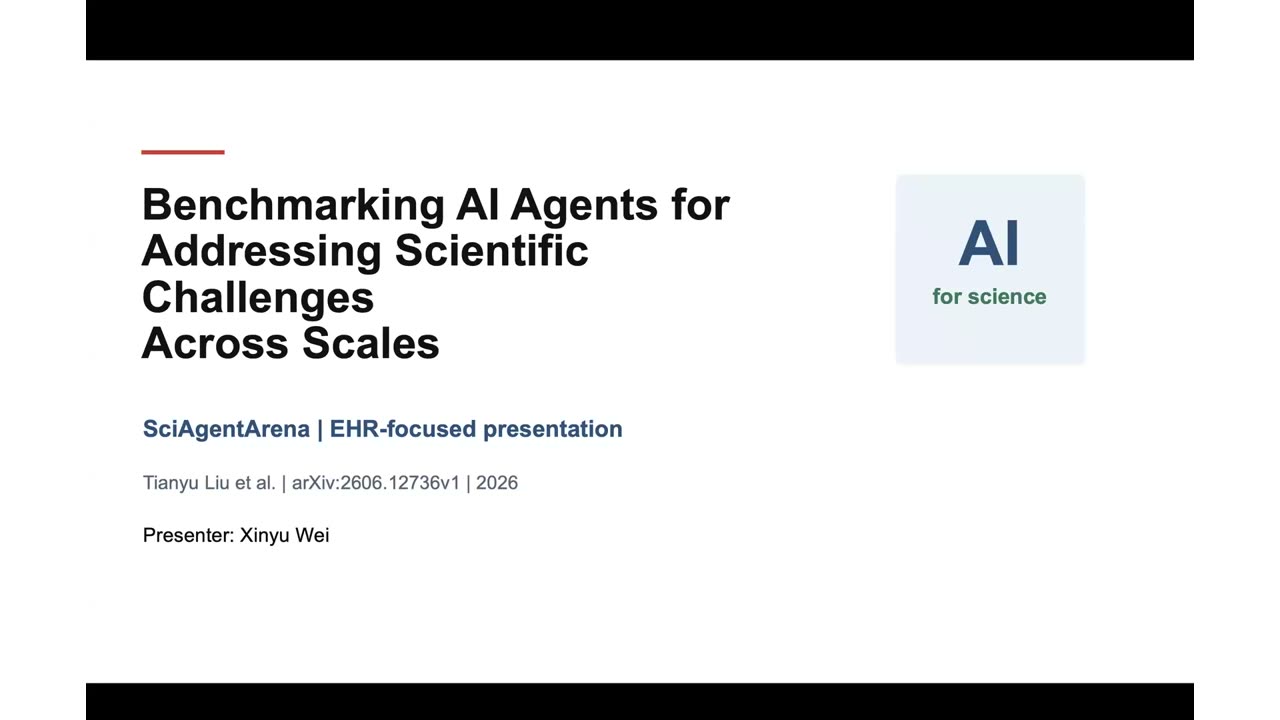 Benchmarking AI Agents for
Addressing Scientific
Challenges
Across Scales
AI
for science
SciAgentArena | EHR-focused presentation
Tianyu Liu et al. | arXiv:2606.12736v1 | 2026
Presenter: Xinyu Wei